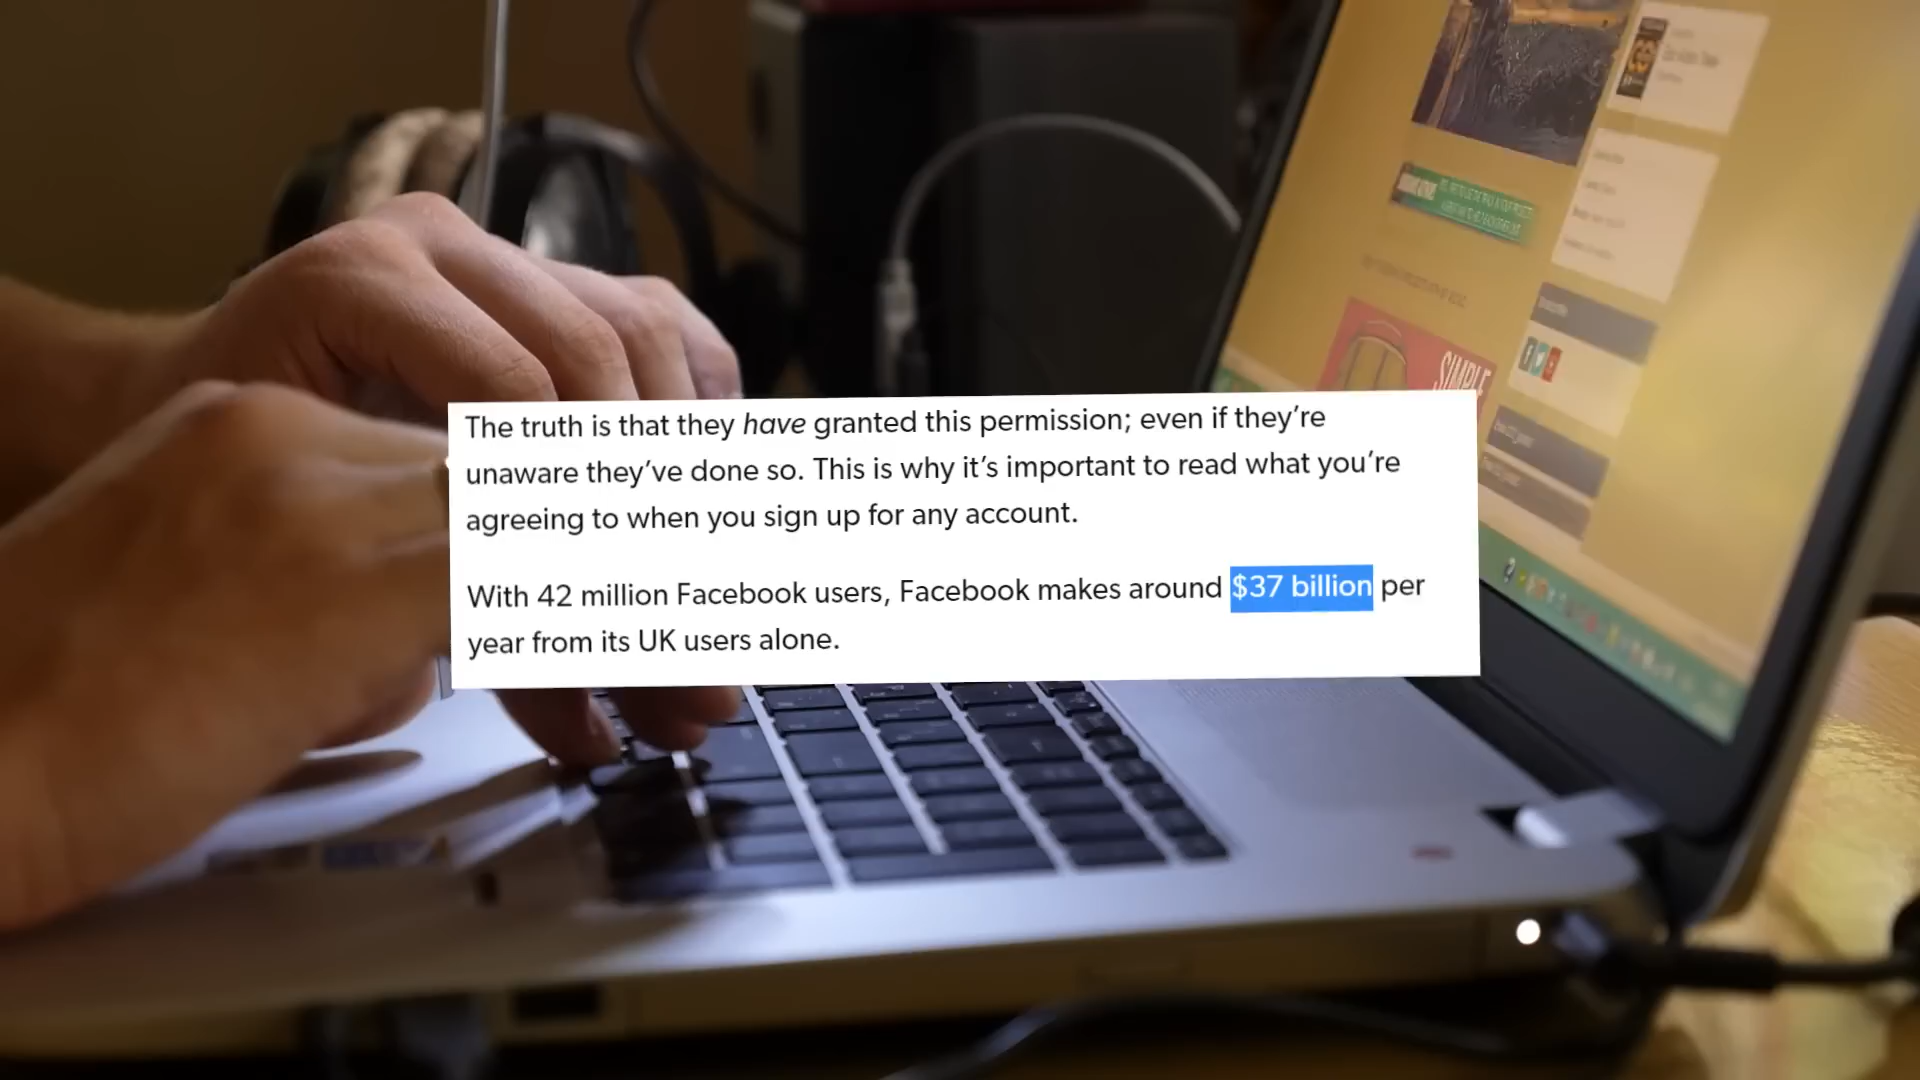 SIMPLE
The truth is that they have granted this permission; even if they’re
unaware they’ve done so. This is why it’s important to read what you’re
agreeing to when you sign up for any account.
With 42 million Facebook users, Facebook makes around $37 billion per
year from its UK users alone.